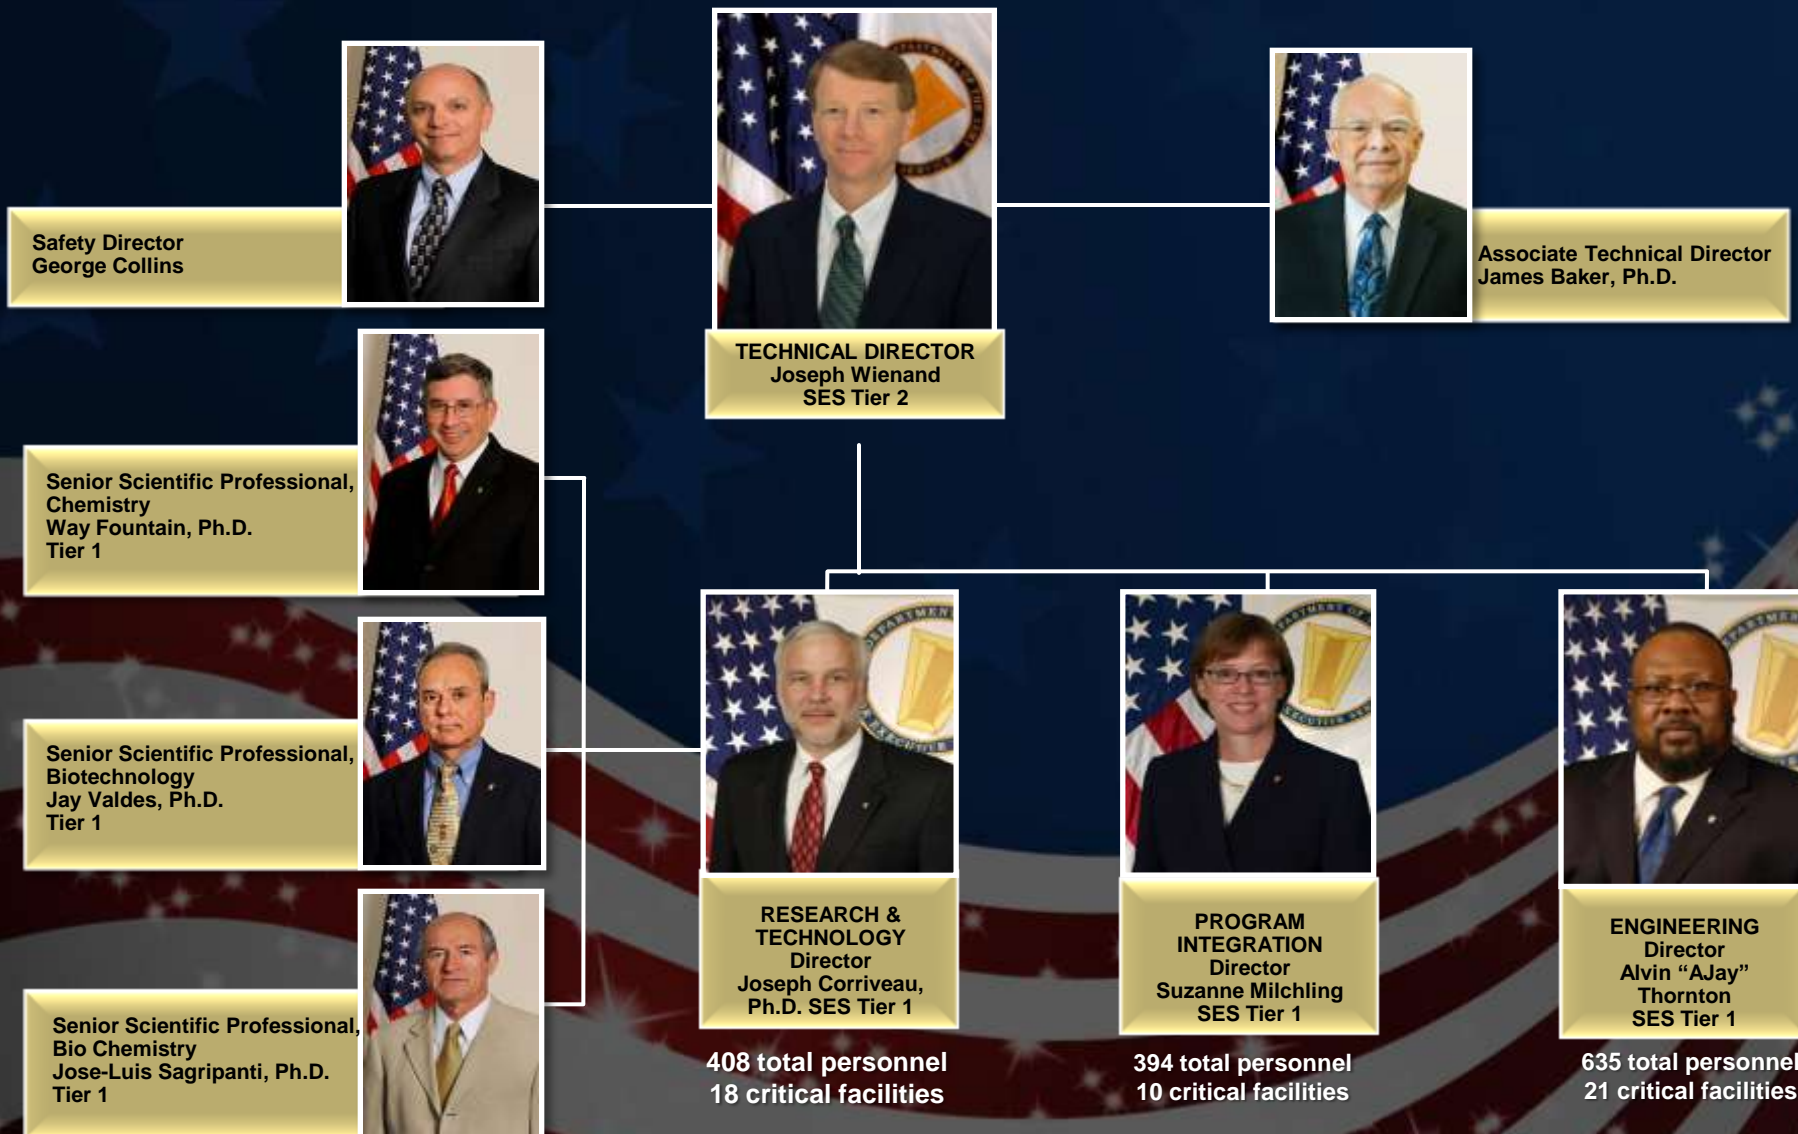 Safety Director
George Collins
TECHNICAL DIRECTOR
Joseph Wienand
SES Tier 2
Associate Technical Director
James Baker, Ph.D.
Senior Scientific Professional,
Chemistry
Way Fountain, Ph.D.
Tier 1
Senior Scientific Professional,
Biotechnology
Jay Valdes, Ph.D.
Tier 1
Senior Scientific Professional,
Bio Chemistry
Jose-Luis Sagripanti, Ph.D.
Tier 1
RESEARCH &
TECHNOLOGY
Director
Joseph Corriveau,
Ph.D. SES Tier 1
408 total personnel
18 critical facilities
PROGRAM
INTEGRATION
Director
Suzanne Milchling
SES Tier 1
394 total personnel
10 critical facilities
ENGINEERING
Director
Alvin “AJay”
Thornton
SES Tier 1
635 total personnel
21 critical facilities